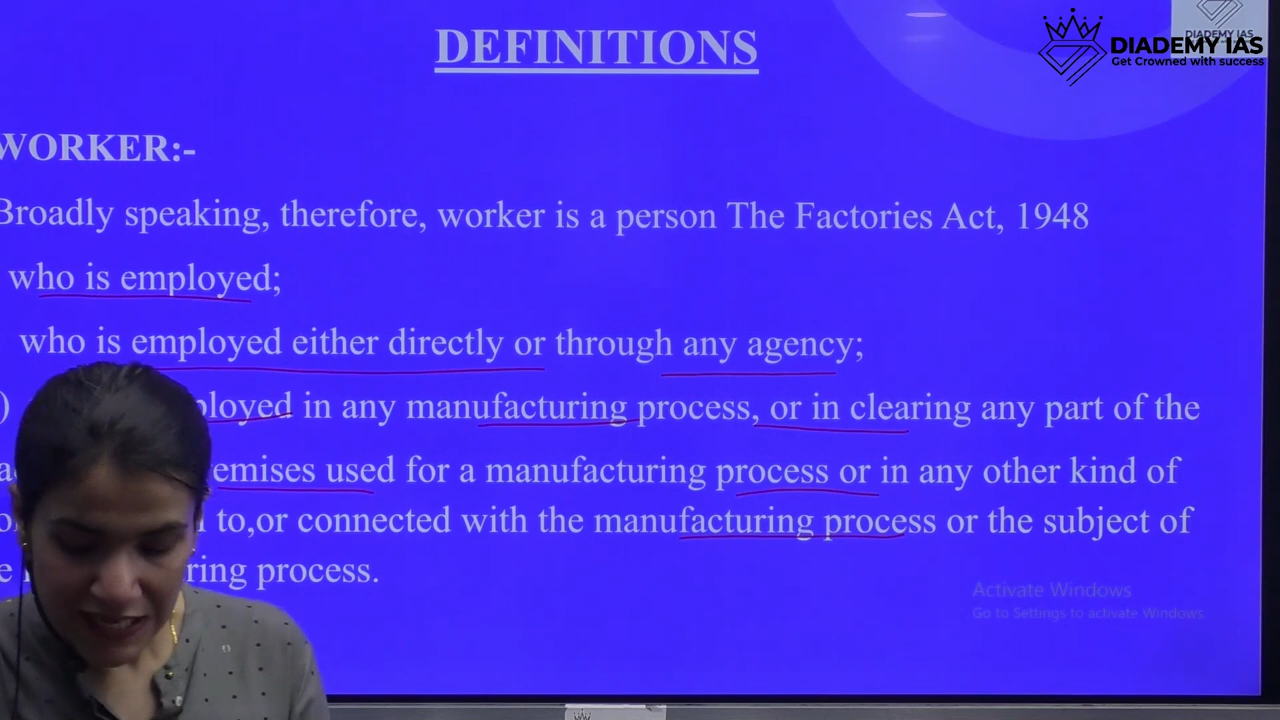 DEFINITIONS
DIADEMY IAS
DIADEMY IAS
Get Crowned with success
WORKER:-
Broadly speaking, therefore, worker is a person The Factories Act, 1948
who is employed;
who is employed either directly or through any agency;
) ployed in any manufacturing process, or in clearing any part of the
emises used for a manufacturing process or in any other kind of
to,or connected with the manufacturing process or the subject of
ring process.
Activate Windows
Go to Settings to activate Windows.